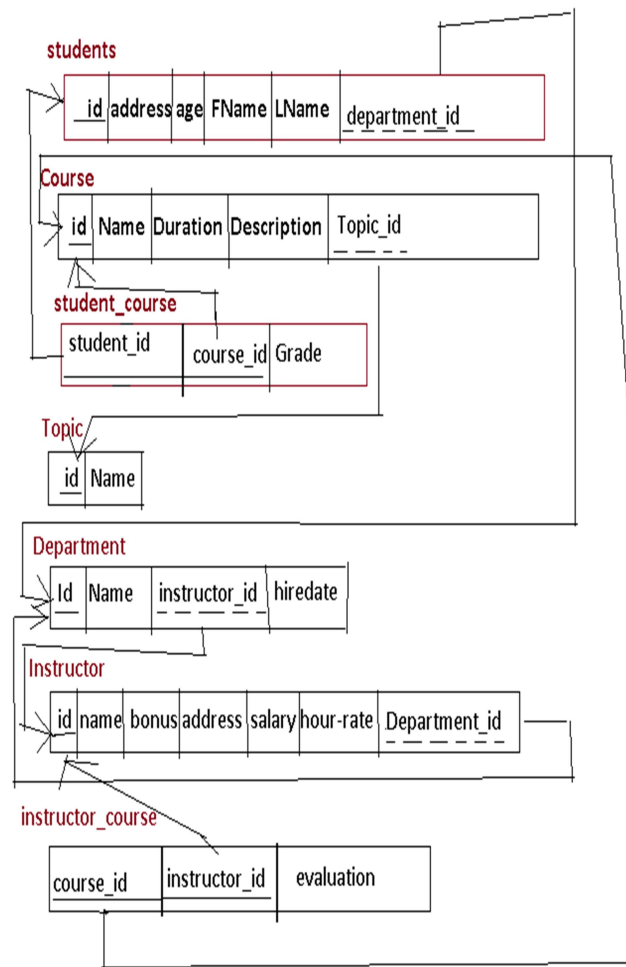 students
id address age FName LName department_id
Course
id Name Duration Description Topic_id
student_course
student_id course_id Grade
Topic
id Name
Department
Id Name instructor_id hiredate
Instructor
id name bonus address salary hour-rate Department_id
instructor_course
course_id instructor_id evaluation